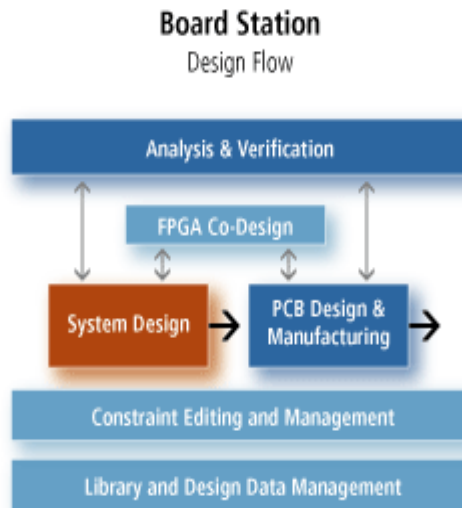 Board Station
Design Flow
Analysis & Verification
FPGA Co-Design
System Design
PCB Design &
Manufacturing
Constraint Editing and Management
Library and Design Data Management